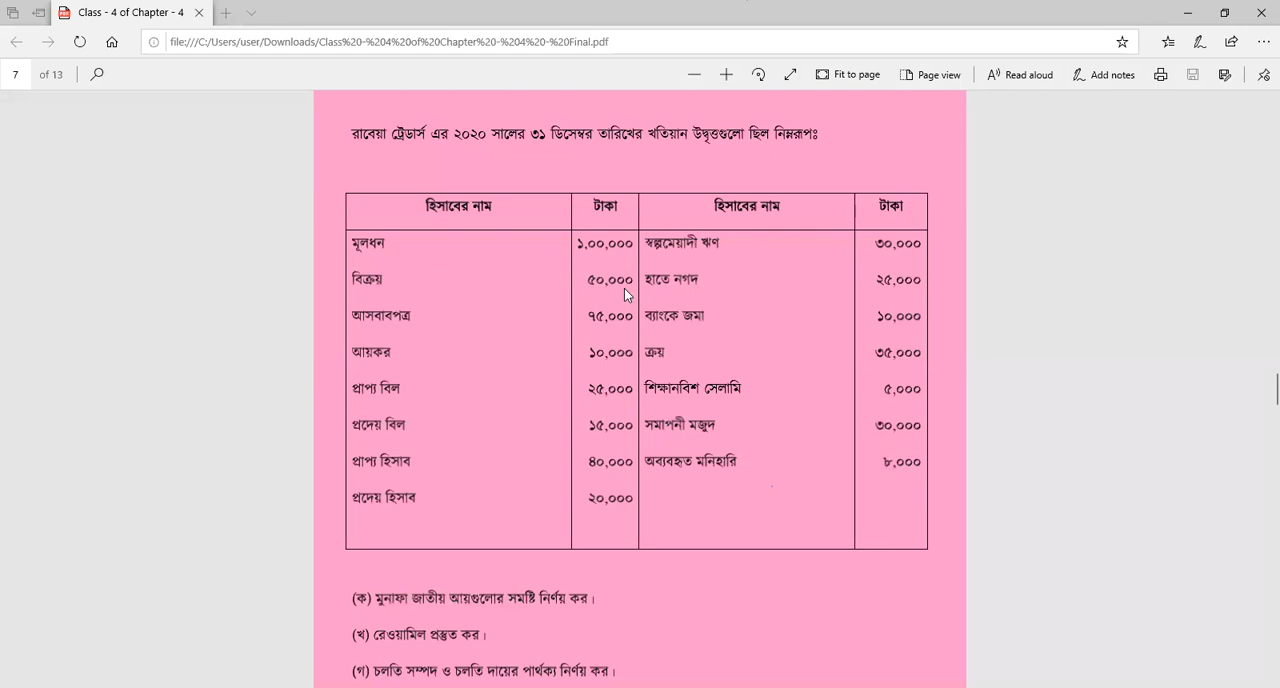 Class - 4 of Chapter - 4
file:///C:/Users/user/Downloads/Class%20-%204%20of%20Chapter%20-%204%20-%20Final.pdf
7 of 13 Fit to page Page view Read aloud Add notes
রাবেয়া ট্রেডার্স এর ২০২০ সালের ৩১ ডিসেম্বর তারিখের খতিয়ান উদ্বৃত্তগুলো ছিল নিম্নরূপঃ
হিসাবের নাম টাকা হিসাবের নাম টাকা
মূলধন ১,০০,০০০ স্বল্পমেয়াদী ঋণ ৩০,০০০
বিক্রয় ৫০,০০০ হাতে নগদ ২৫,০০০
আসবাবপত্র ৭৫,০০০ ব্যাংকে জমা ১০,০০০
আয়কর ১০,০০০ ক্রয় ৩৫,০০০
প্রাপ্য বিল ২৫,০০০ শিক্ষানবিশ সেলামি ৫,০০০
প্রদেয় বিল ১৫,০০০ সমাপনী মজুদ ৩০,০০০
প্রাপ্য হিসাব ৪০,০০০ অব্যবহৃত মনিহারি ৮,০০০
প্রদেয় হিসাব ২০,০০০
(ক) মুনাফা জাতীয় আয়গুলোর সমষ্টি নির্ণয় কর।
(খ) রেওয়ামিল প্রস্তুত কর।
(গ) চলতি সম্পদ ও চলতি দায়ের পার্থক্য নির্ণয় কর।